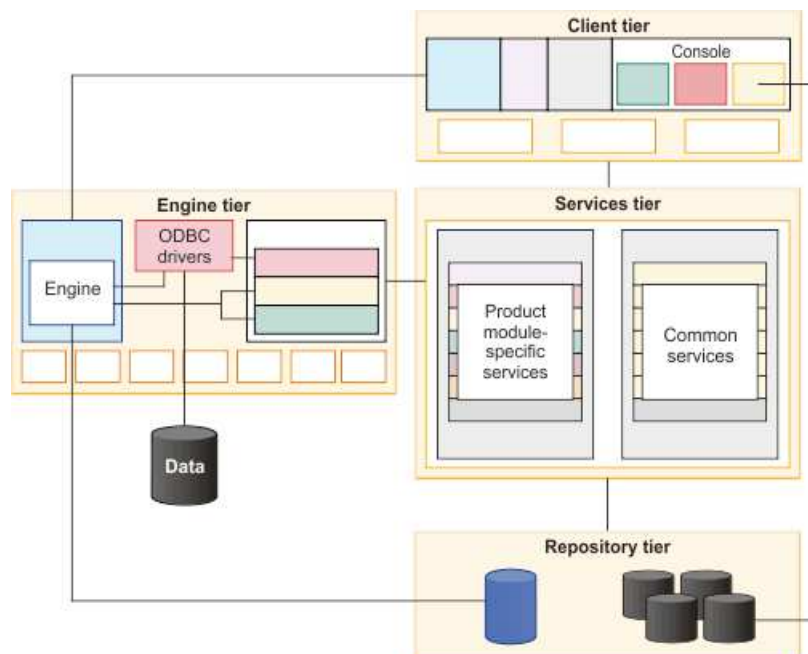 Client tier
Console
Engine tier
ODBC
drivers
Engine
Data
Services tier
Product
module-
specific
services
Common
services
Repository tier